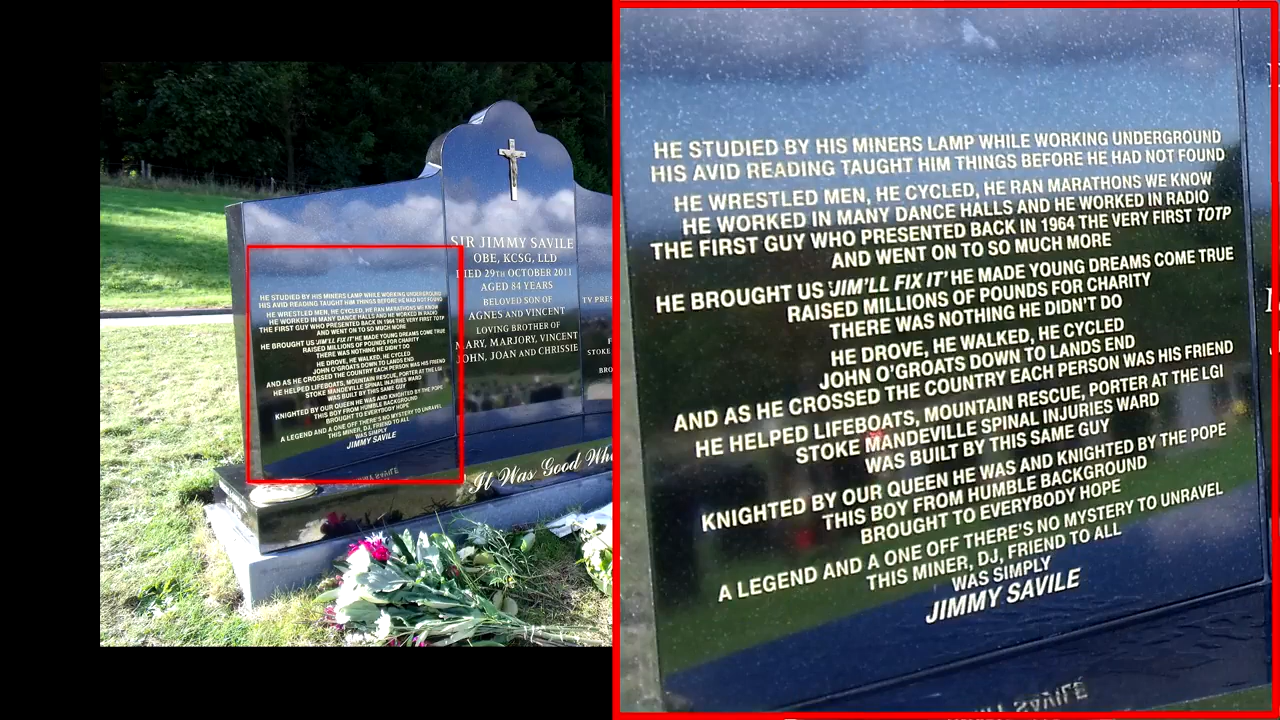 SIR JIMMY SAVILE
OBE, KCSG, LLD
DIED 29TH OCTOBER 2011
AGED 84 YEARS
BELOVED SON OF
AGNES AND VINCENT
LOVING BROTHER OF
MARY, MARJORY, VINCENT
JOHN, JOAN AND CHRISSIE
TV PRES
STOKE
BRO
It Was Good Whi
HE STUDIED BY HIS MINERS LAMP WHILE WORKING UNDERGROUND
HIS AVID READING TAUGHT HIM THINGS BEFORE HE HAD NOT FOUND
HE WRESTLED MEN, HE CYCLED, HE RAN MARATHONS WE KNOW
HE WORKED IN MANY DANCE HALLS AND HE WORKED IN RADIO
THE FIRST GUY WHO PRESENTED BACK IN 1964 THE VERY FIRST TOTP
AND WENT ON TO SO MUCH MORE
HE BROUGHT US 'JIM'LL FIX IT' HE MADE YOUNG DREAMS COME TRUE
RAISED MILLIONS OF POUNDS FOR CHARITY
THERE WAS NOTHING HE DIDN'T DO
HE DROVE, HE WALKED, HE CYCLED
JOHN O'GROATS DOWN TO LANDS END
AND AS HE CROSSED THE COUNTRY EACH PERSON WAS HIS FRIEND
HE HELPED LIFEBOATS, MOUNTAIN RESCUE, PORTER AT THE LGI
STOKE MANDEVILLE SPINAL INJURIES WARD
WAS BUILT BY THIS SAME GUY
KNIGHTED BY OUR QUEEN HE WAS AND KNIGHTED BY THE POPE
THIS BOY FROM HUMBLE BACKGROUND
BROUGHT TO EVERYBODY HOPE
A LEGEND AND A ONE OFF THERE'S NO MYSTERY TO UNRAVEL
THIS MINER, DJ, FRIEND TO ALL
WAS SIMPLY
JIMMY SAVILE